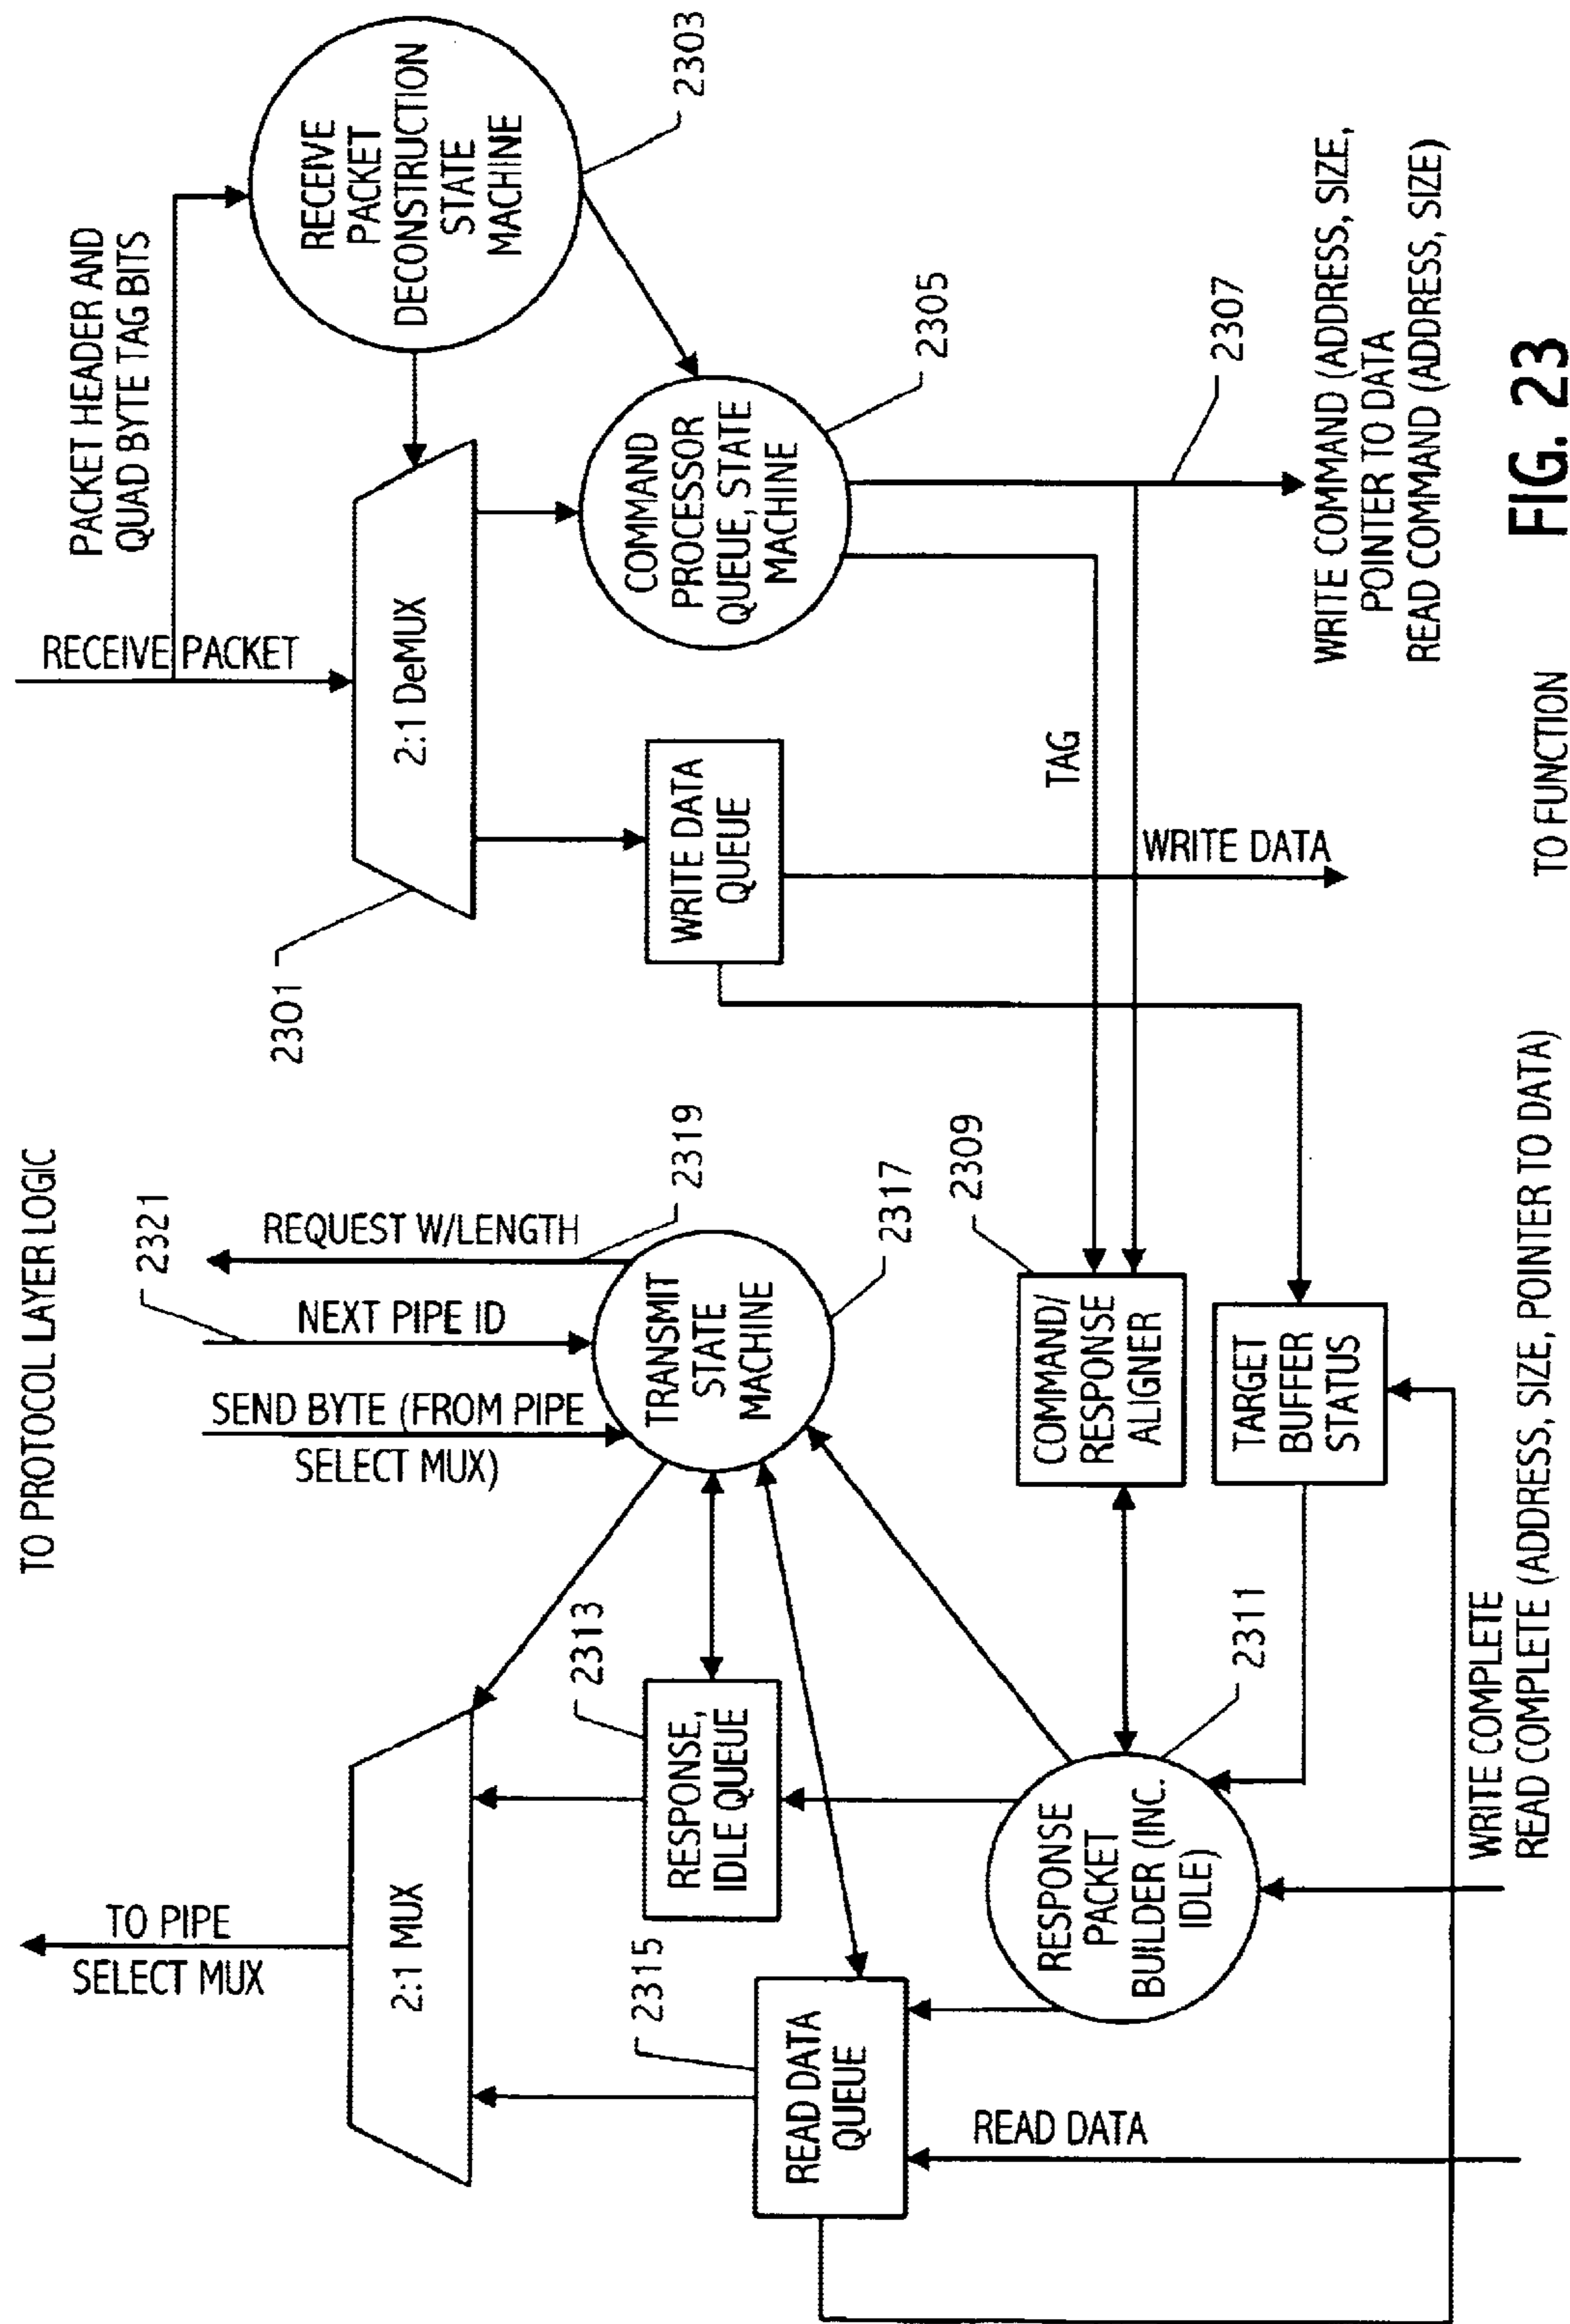 TO PROTOCOL LAYER LOGIC
TO PIPE
SELECT MUX
2:1 MUX
2321
REQUEST W/LENGTH
NEXT PIPE ID
SEND BYTE (FROM PIPE
SELECT MUX)
2319
TRANSMIT
STATE
MACHINE
2317
2313
RESPONSE,
IDLE QUEUE
2315
READ DATA
QUEUE
READ DATA
RESPONSE
PACKET
BUILDER (INC.
IDLE)
2311
2309
COMMAND/
RESPONSE
ALIGNER
TARGET
BUFFER
STATUS
WRITE COMPLETE
READ COMPLETE (ADDRESS, SIZE, POINTER TO DATA)
RECEIVE PACKET
PACKET HEADER AND
QUAD BYTE TAG BITS
RECEIVE
PACKET
DECONSTRUCTION
STATE
MACHINE
2303
2301
2:1 DeMUX
WRITE DATA
QUEUE
COMMAND
PROCESSOR
QUEUE, STATE
MACHINE
2305
TAG
WRITE DATA
2307
WRITE COMMAND (ADDRESS, SIZE,
POINTER TO DATA
READ COMMAND (ADDRESS, SIZE)
TO FUNCTION
FIG. 23